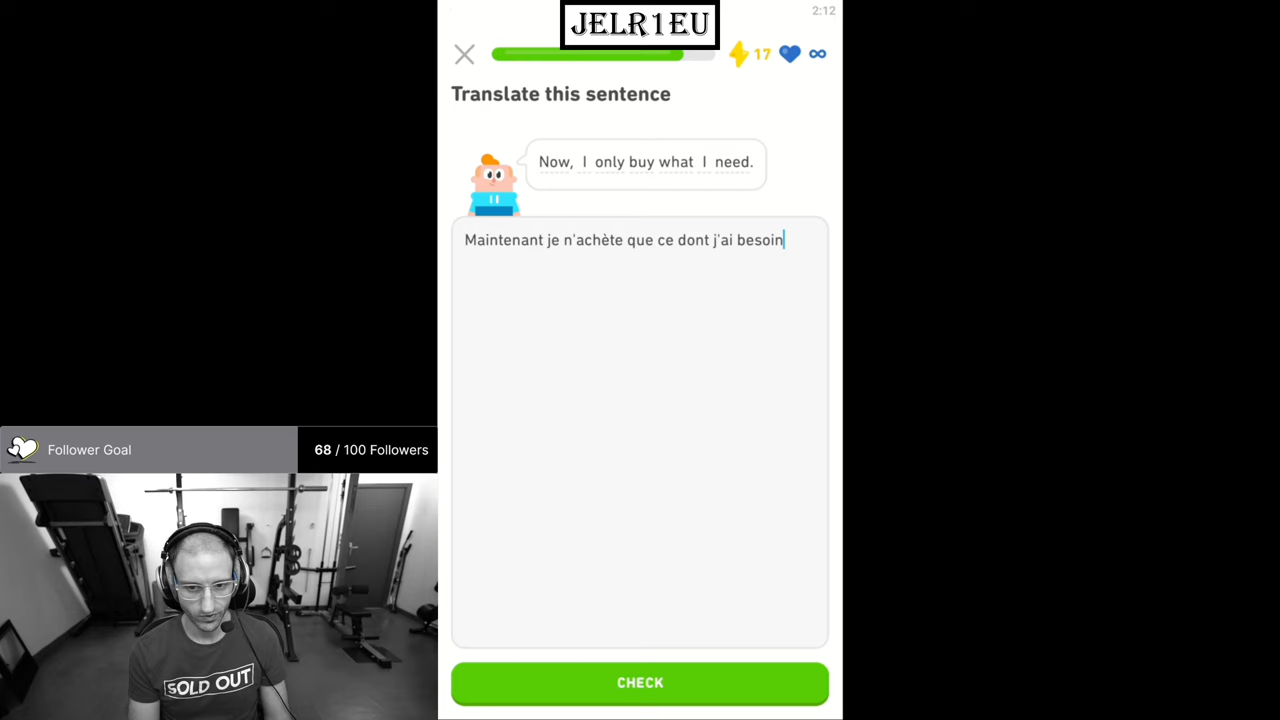 JELR1EU
2:12
17 ∞
Translate this sentence
Now, I only buy what I need.
Maintenant je n'achète que ce dont j'ai besoin
Follower Goal
68 / 100 Followers
SOLD OUT
CHECK